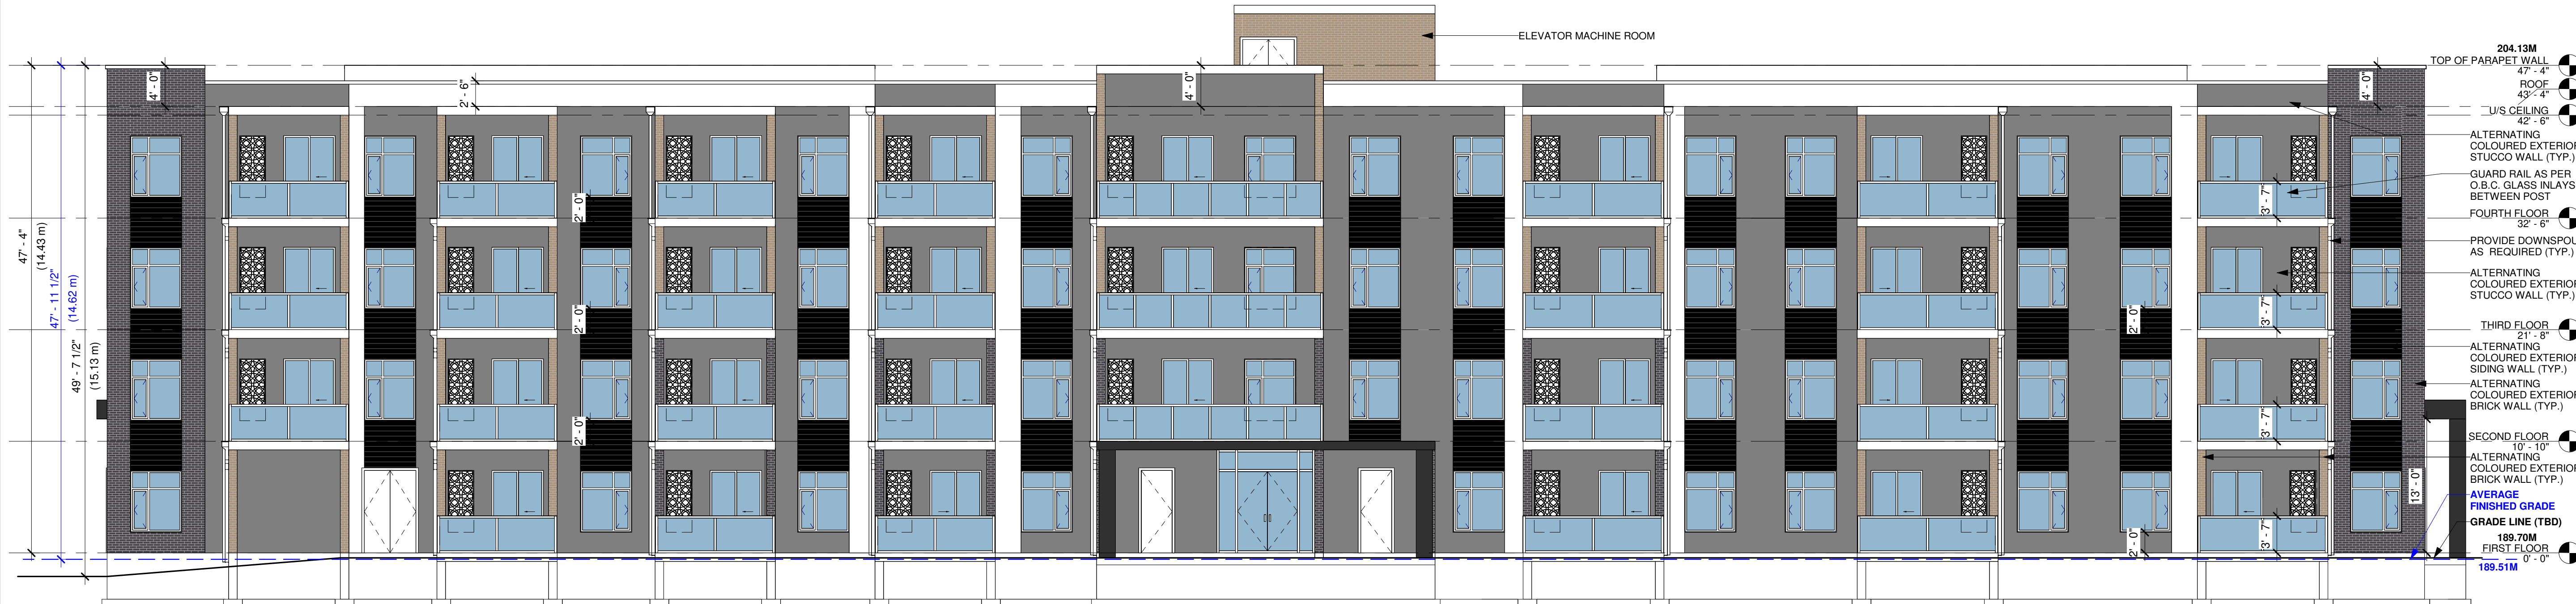 ELEVATOR MACHINE ROOM
204.13M
TOP OF PARAPET WALL
47' - 4"
ROOF
43' - 4"
U/S CEILING
42' - 6"
ALTERNATING
COLOURED EXTERIOR
STUCCO WALL (TYP.)
GUARD RAIL AS PER
O.B.C. GLASS INLAYS
BETWEEN POST
FOURTH FLOOR
32' - 6"
PROVIDE DOWNSPOU
AS REQUIRED (TYP.)
ALTERNATING
COLOURED EXTERIOR
STUCCO WALL (TYP.)
THIRD FLOOR
21' - 8"
ALTERNATING
COLOURED EXTERIOR
SIDING WALL (TYP.)
ALTERNATING
COLOURED EXTERIOR
BRICK WALL (TYP.)
SECOND FLOOR
10' - 10"
ALTERNATING
COLOURED EXTERIOR
BRICK WALL (TYP.)
AVERAGE
FINISHED GRADE
GRADE LINE (TBD)
189.70M
FIRST FLOOR
0' - 0"
189.51M
47' - 4"
(14.43 m)
47' - 11 1/2"
(14.62 m)
49' - 7 1/2"
(15.13 m)
4' - 0"
2' - 6"
4' - 0"
4' - 0"
2' - 0"
2' - 0"
2' - 0"
2' - 0"
2' - 0"
3' - 7"
3' - 7"
3' - 7"
3' - 7"
13' - 0"